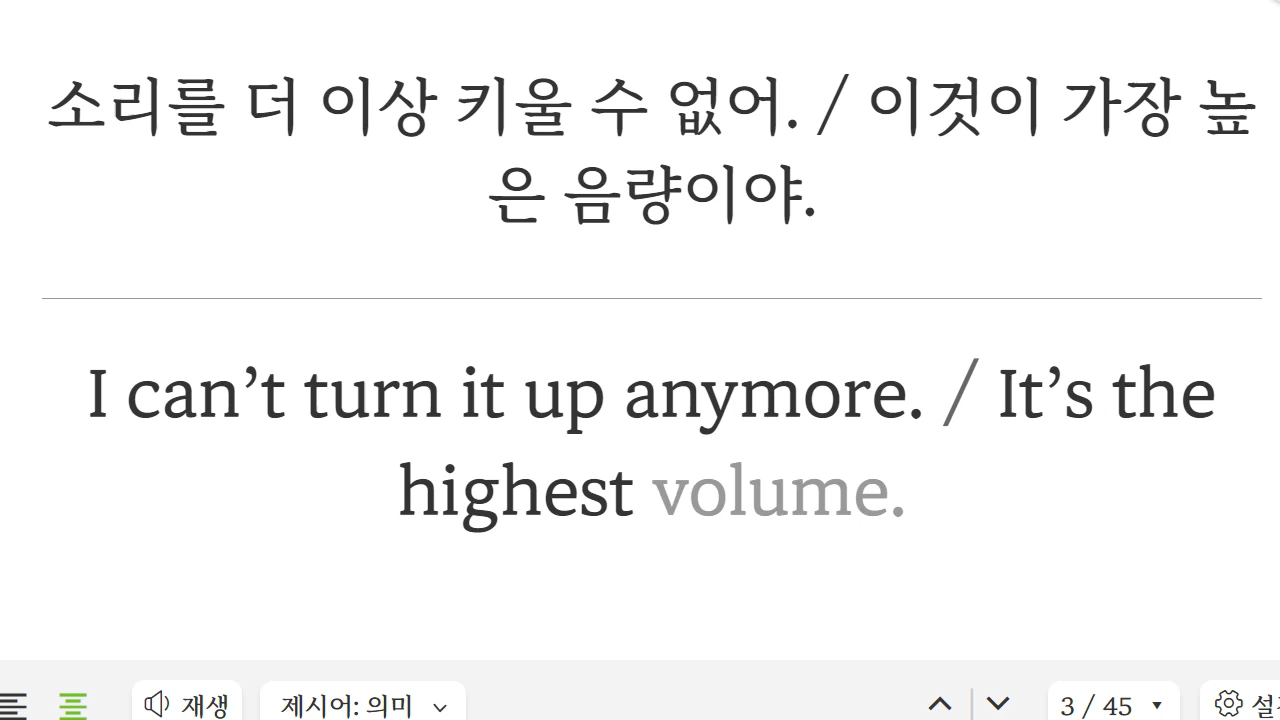 소리를 더 이상 키울 수 없어. / 이것이 가장 높
은 음량이야.
I can’t turn it up anymore. / It’s the
highest volume.
재생 제시어: 의미 3 / 45